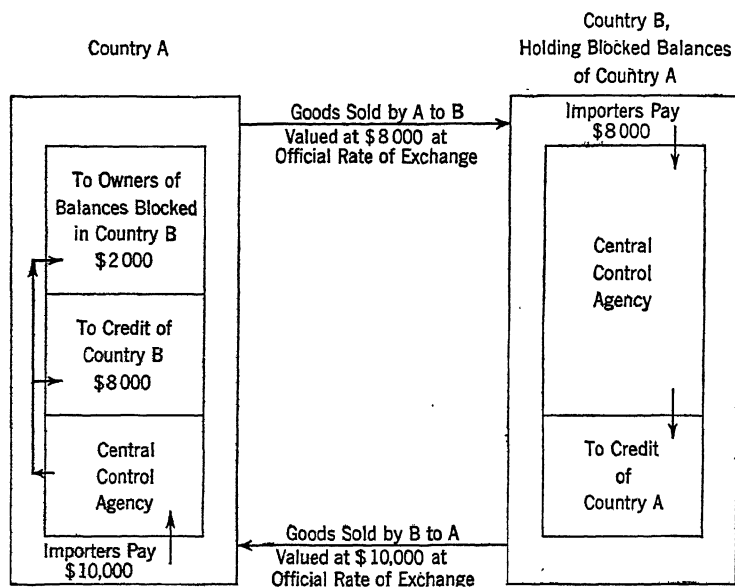 Country A
Country B,
Holding Blocked Balances
of Country A
Goods Sold by A to B
Valued at $8000 at
Official Rate of Exchange
Importers Pay
$8000
To Owners of
Balances Blocked
in Country B
$2000
To Credit of
Country B
$8000
Central
Control
Agency
Importers Pay
$10,000
Central
Control
Agency
To Credit
of
Country A
Goods Sold by B to A
Valued at $10,000 at
Official Rate of Exchange